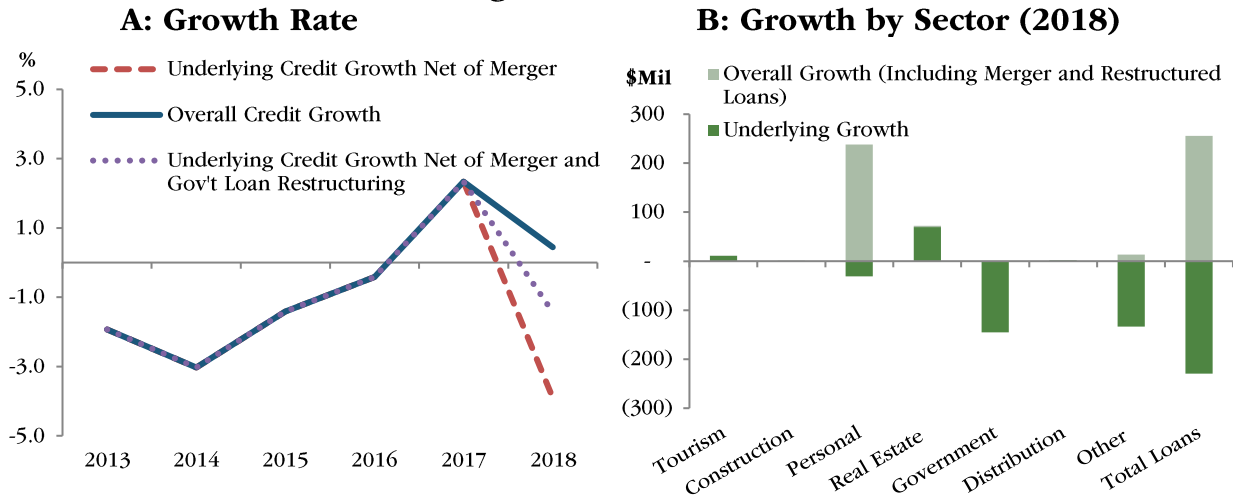 A: Growth Rate
%
Underlying Credit Growth Net of Merger
Overall Credit Growth
Underlying Credit Growth Net of Merger and
Gov't Loan Restructuring
5.0
3.0
1.0
-1.0
-3.0
-5.0
2013
2014
2015
2016
2017
2018
B: Growth by Sector (2018)
$Mil
Overall Growth (Including Merger and Restructured
Loans)
Underlying Growth
300
200
100
-
(100)
(200)
(300)
Tourism
Construction
Personal
Real Estate
Government
Distribution
Other
Total Loans